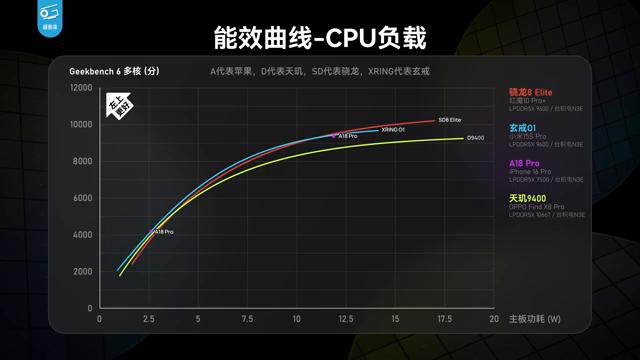 能效曲线-CPU负载
Geekbench 6 多核 (分)
A代表苹果，D代表天玑，SD代表骁龙，XRING代表玄戒
12000
10000
8000
6000
4000
2000
0
左上
更好
SD8 Elite
XRING O1
A18 Pro
D9400
A18 Pro
0
2.5
5
7.5
10
12.5
15
17.5
20
主板功耗 (W)
骁龙8 Elite
红魔10 Pro+
LPDDR5X 9600 / 台积电N3E
玄戒O1
小米15S Pro
LPDDR5X 9600 / 台积电N3E
A18 Pro
iPhone 16 Pro
LPDDR5X 7500 / 台积电N3E
天玑9400
OPPO Find X8 Pro
LPDDR5X 10667 / 台积电N3E